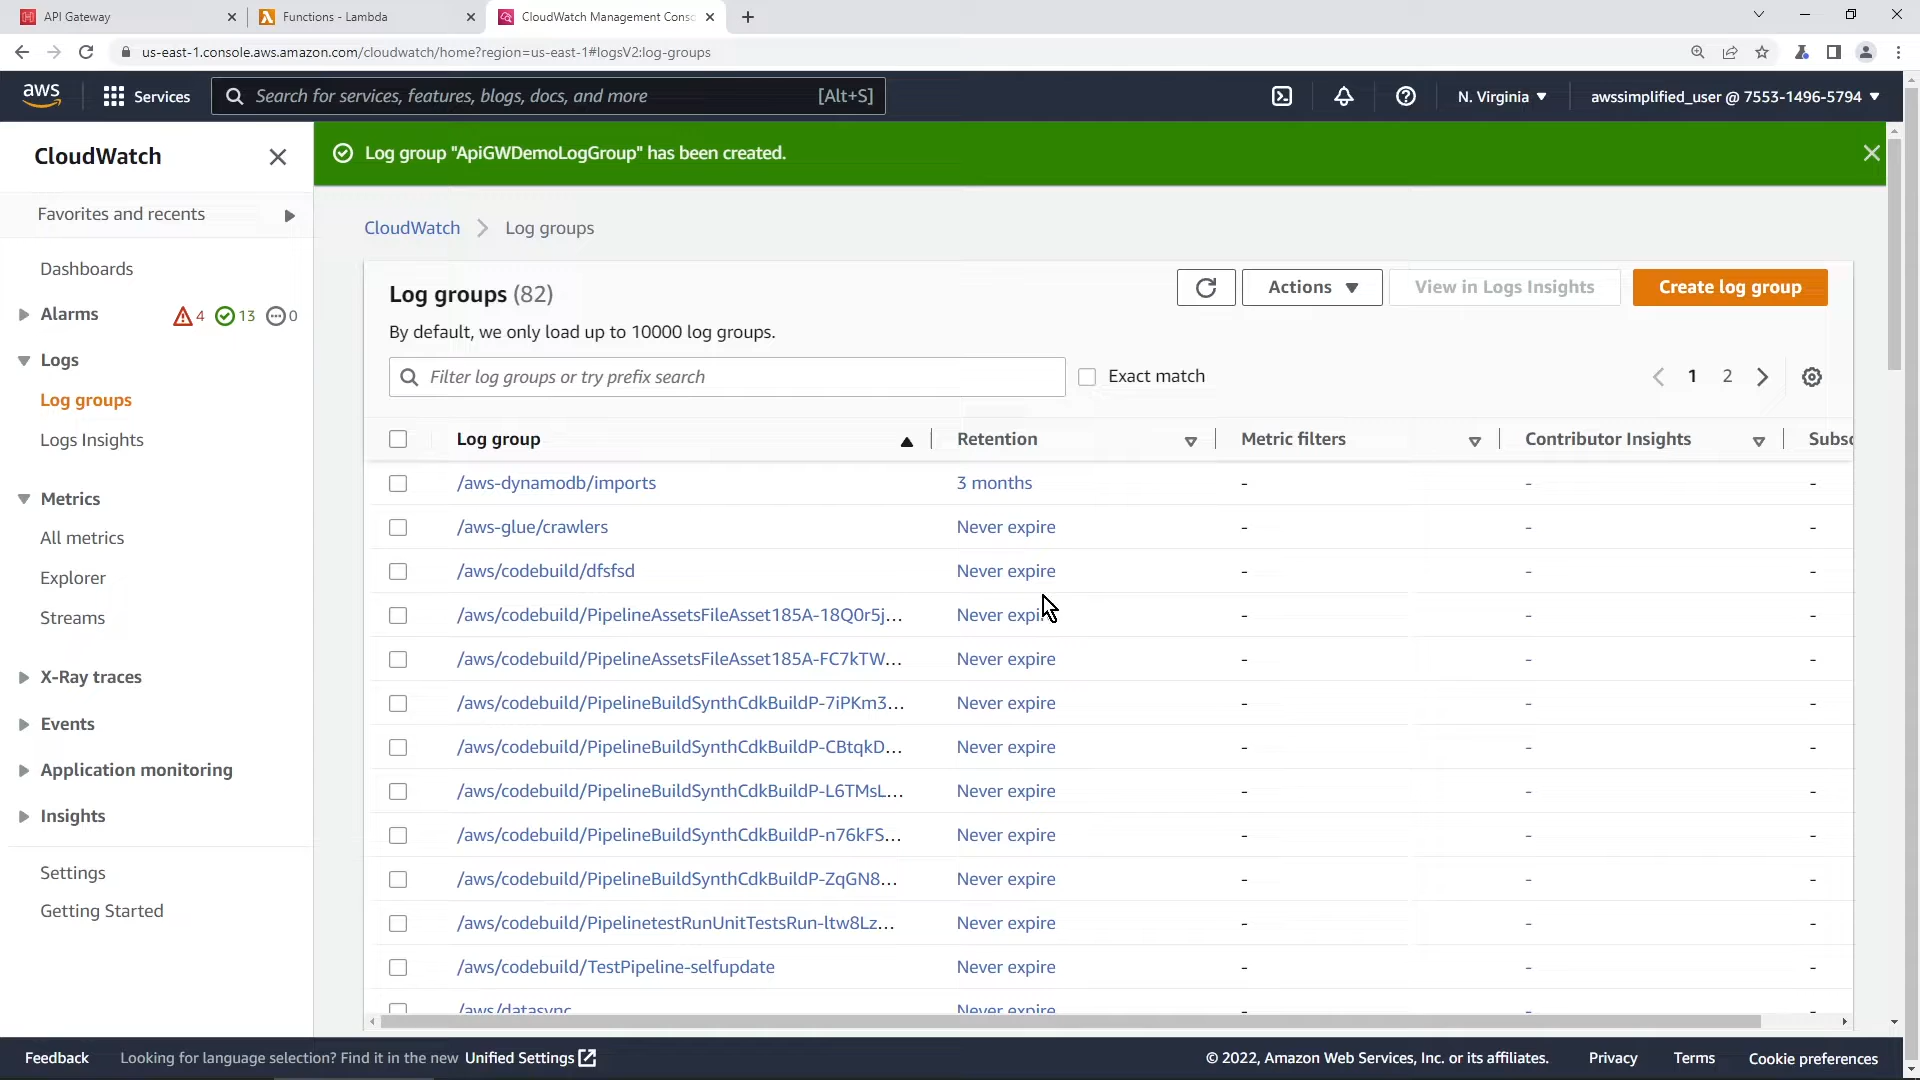 API Gateway
Functions - Lambda
CloudWatch Management Conso
us-east-1.console.aws.amazon.com/cloudwatch/home?region=us-east-1#logsV2:log-groups
aws
Services
Search for services, features, blogs, docs, and more
[Alt+S]
N. Virginia
awssimplified_user @ 7553-1496-5794
CloudWatch
Favorites and recents
Dashboards
Alarms
4
13
0
Logs
Log groups
Logs Insights
Metrics
All metrics
Explorer
Streams
X-Ray traces
Events
Application monitoring
Insights
Settings
Getting Started
Log group "ApiGWDemoLogGroup" has been created.
CloudWatch
Log groups
Log groups (82)
By default, we only load up to 10000 log groups.
Actions
View in Logs Insights
Create log group
Filter log groups or try prefix search
Exact match
1
2
Log group
Retention
Metric filters
Contributor Insights
Subsc
/aws-dynamodb/imports 3 months - - -
/aws-glue/crawlers Never expire - - -
/aws/codebuild/dfsfsd Never expire - - -
/aws/codebuild/PipelineAssetsFileAsset185A-18Q0r5j... Never expire - - -
/aws/codebuild/PipelineAssetsFileAsset185A-FC7kTW... Never expire - - -
/aws/codebuild/PipelineBuildSynthCdkBuildP-7iPKm3... Never expire - - -
/aws/codebuild/PipelineBuildSynthCdkBuildP-CBtqkD... Never expire - - -
/aws/codebuild/PipelineBuildSynthCdkBuildP-L6TMsL... Never expire - - -
/aws/codebuild/PipelineBuildSynthCdkBuildP-n76kFS... Never expire - - -
/aws/codebuild/PipelineBuildSynthCdkBuildP-ZqGN8... Never expire - - -
/aws/codebuild/PipelinetestRunUnitTestsRun-ltw8Lz... Never expire - - -
/aws/codebuild/TestPipeline-selfupdate Never expire - - -
/aws/datasync Never expire - - -
Feedback
Looking for language selection? Find it in the new Unified Settings
© 2022, Amazon Web Services, Inc. or its affiliates.
Privacy
Terms
Cookie preferences